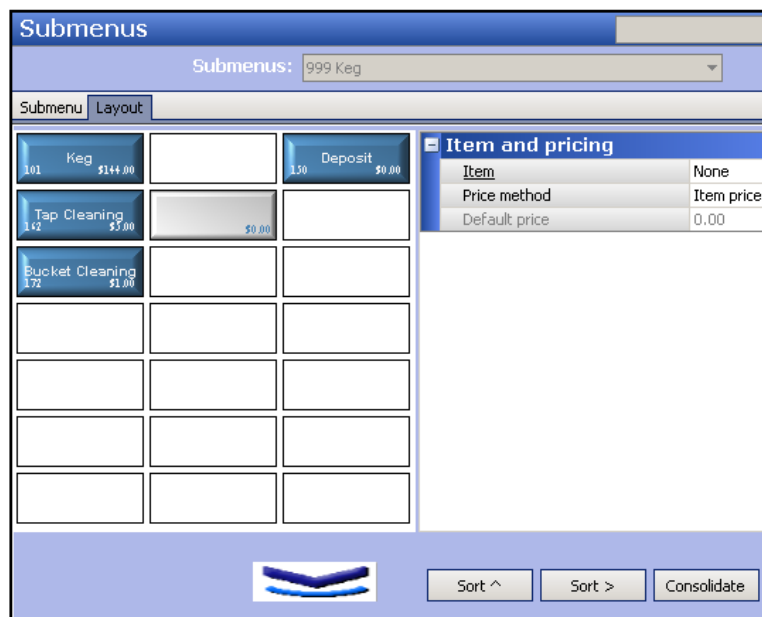 Submenus
Submenus: 999 Keg
Submenu Layout
Keg
101 $144.00
Deposit
150 $0.00
Tap Cleaning
162 $5.00
$0.00
Bucket Cleaning
172 $1.00
Item and pricing
Item None
Price method Item price
Default price 0.00
Sort ^ Sort > Consolidate